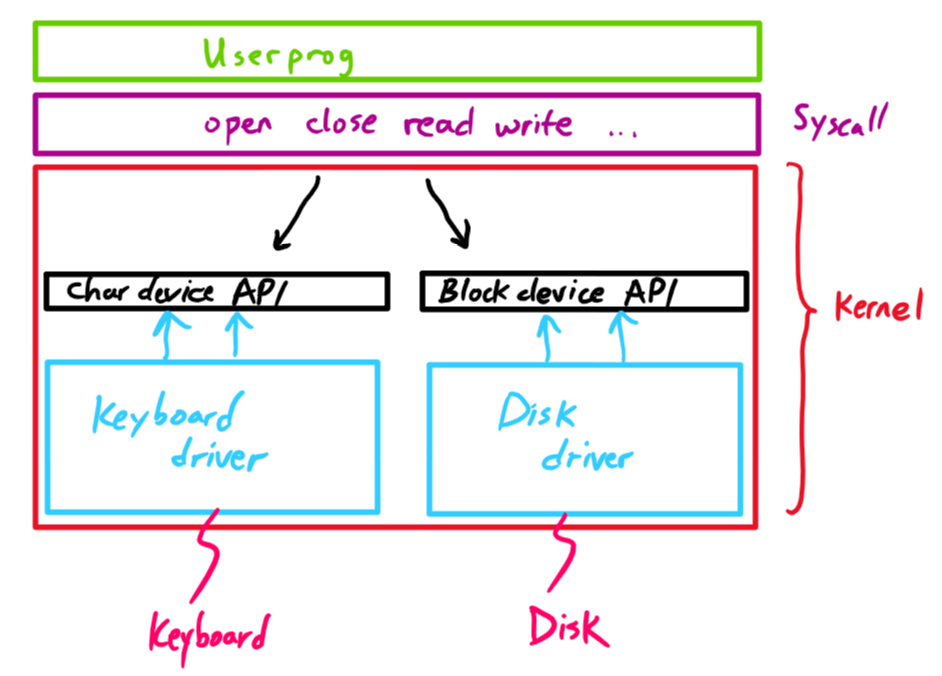 Userprog
open close read write ...
Syscall
Char device API
Block device API
Kernel
Keyboard
driver
Disk
driver
Keyboard
Disk